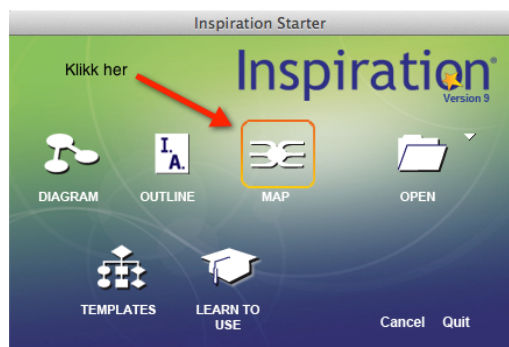 Inspiration Starter
Klikk her
Inspiration®
Version 9
I.
A.
DIAGRAM
OUTLINE
MAP
OPEN
TEMPLATES
LEARN TO
USE
Cancel
Quit